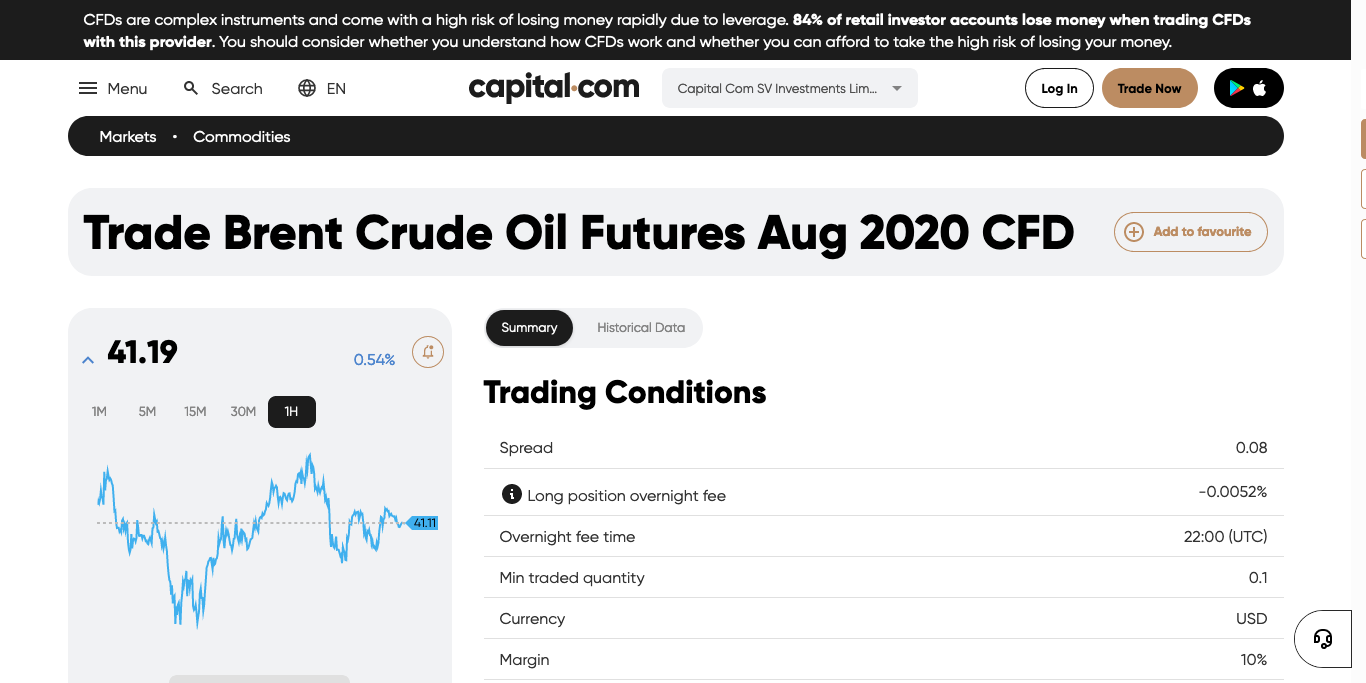 CFDs are complex instruments and come with a high risk of losing money rapidly due to leverage. 84% of retail investor accounts lose money when trading CFDs
with this provider. You should consider whether you understand how CFDs work and whether you can afford to take the high risk of losing your money.
Menu
Search
EN
capital.com
Capital Com SV Investments Lim...
Log In
Trade Now
Markets • Commodities
Trade Brent Crude Oil Futures Aug 2020 CFD
Add to favourite
41.19
0.54%
1M 5M 15M 30M 1H
41.11
Summary
Historical Data
Trading Conditions
Spread 0.08
Long position overnight fee -0.0052%
Overnight fee time 22:00 (UTC)
Min traded quantity 0.1
Currency USD
Margin 10%